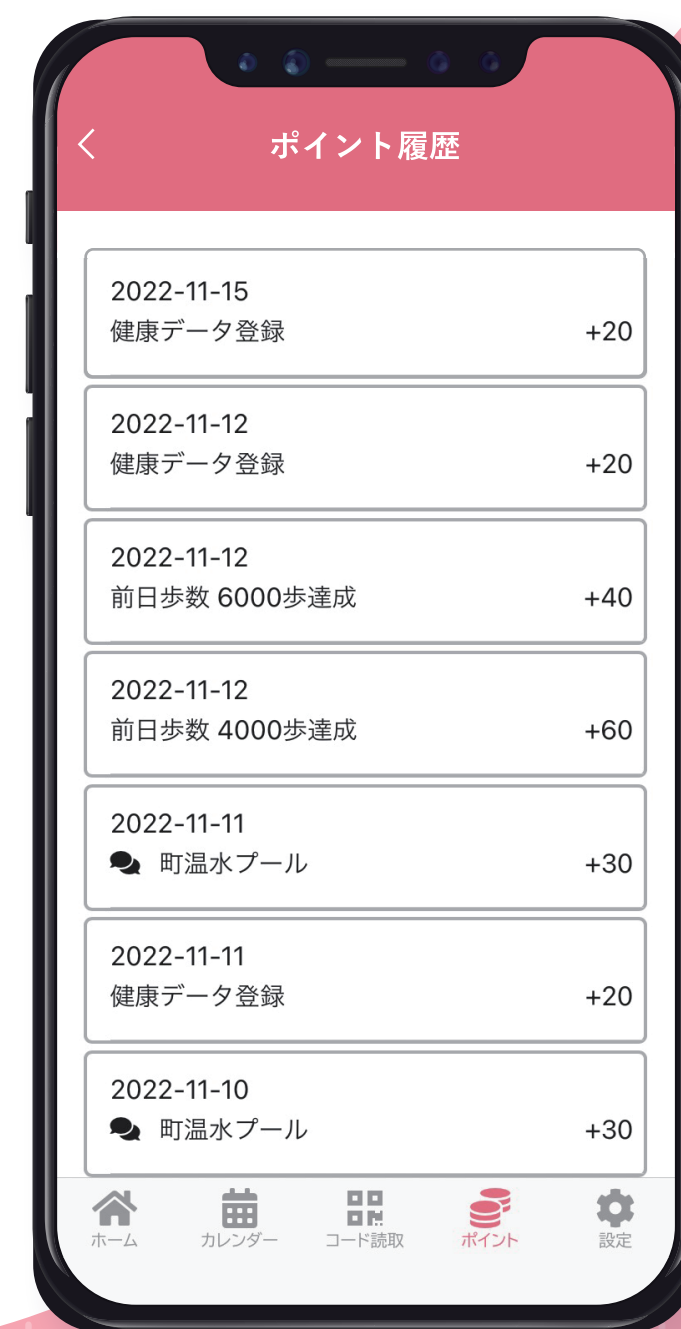 ポイント履歴
2022-11-15
健康データ登録 +20
2022-11-12
健康データ登録 +20
2022-11-12
前日歩数 6000歩達成 +40
2022-11-12
前日歩数 4000歩達成 +60
2022-11-11
町温水プール +30
2022-11-11
健康データ登録 +20
2022-11-10
町温水プール +30
ホーム カレンダー コード読取 ポイント 設定